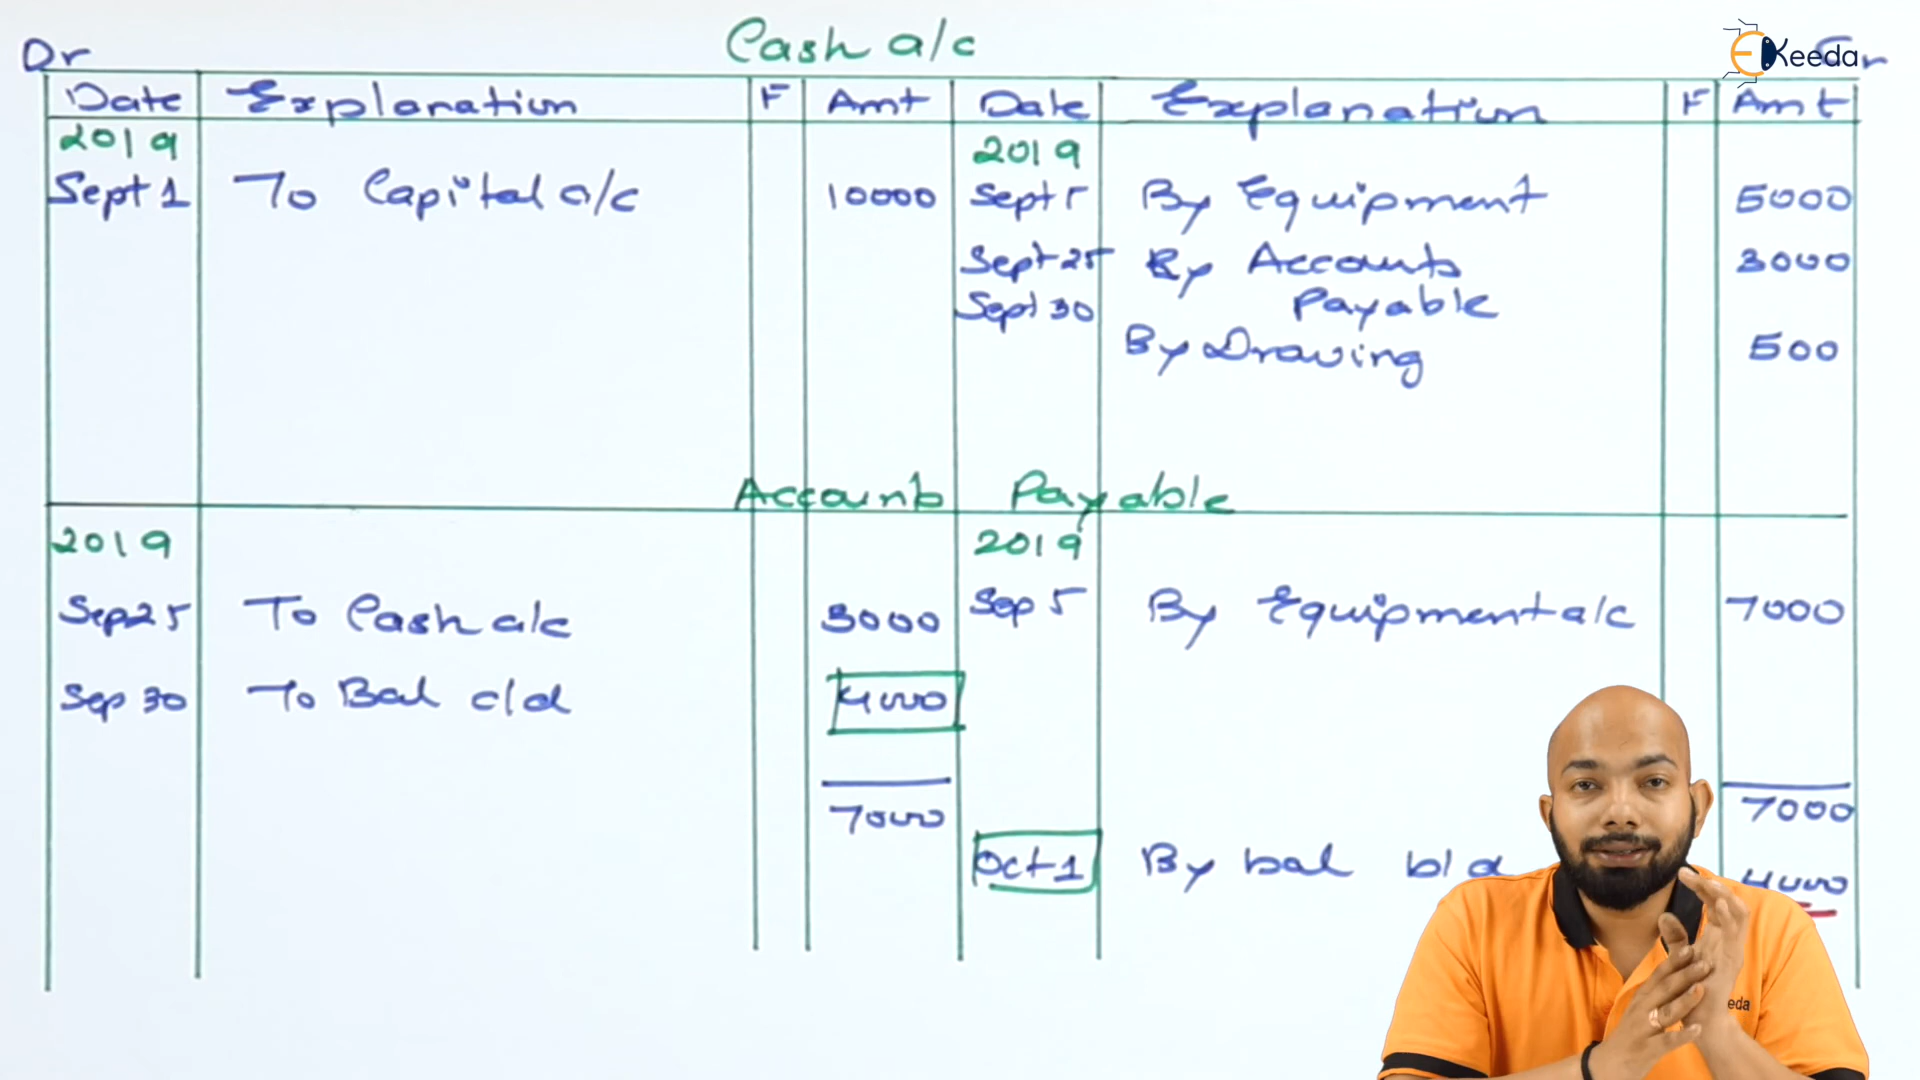 Dr Cash a/c Cr
EKeeda
Date Explanation F Amt Date Explanation F Amt
2019 2019
Sept 1 To Capital a/c 10000 Sept 5 By Equipment 5000
Sept 25 By Accounts 3000
Sept 30 Payable
By Drawing 500
Accounts Payable
2019 2019
Sep 25 To Cash a/c 3000 Sep 5 By Equipment a/c 7000
Sep 30 To Bal c/d 4000
7000 7000
Oct 1 By bal b/d 4000
eda